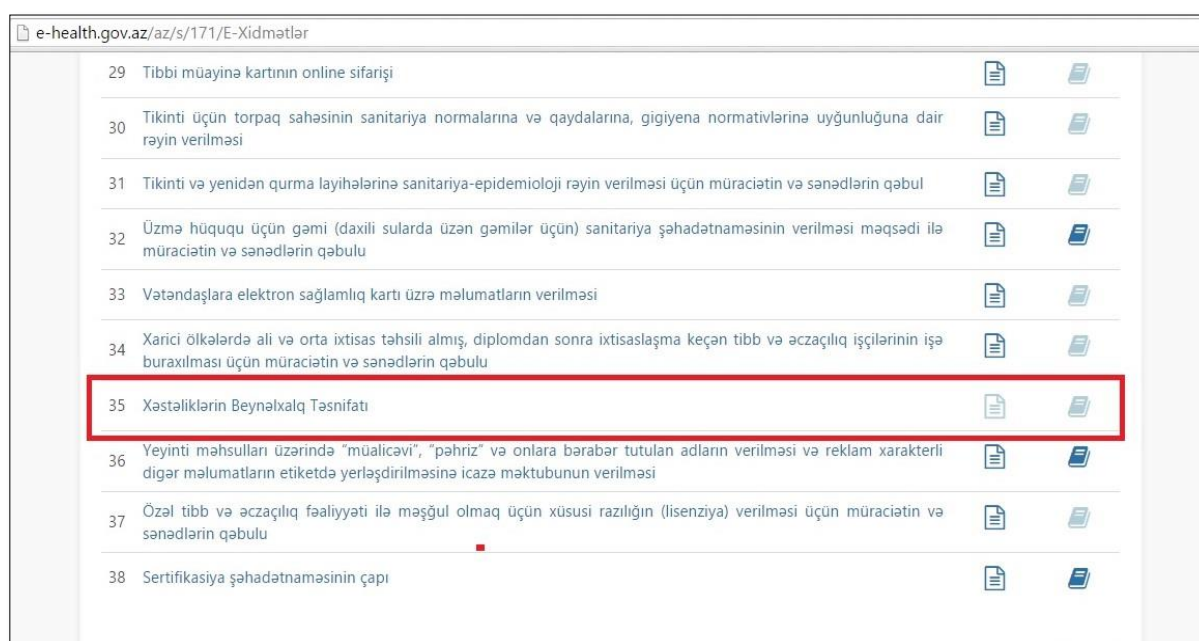 e-health.gov.az/az/s/171/E-Xidmətlər
29 Tibbi müayinə kartının online sifarişi
30 Tikinti üçün torpaq sahəsinin sanitariya normalarına və qaydalarına, gigiyena normativlərinə uyğunluğuna dair
rəyin verilməsi
31 Tikinti və yenidən qurma layihələrinə sanitariya-epidemioloji rəyin verilməsi üçün müraciətin və sənədlərin qəbul
32 Üzmə hüququ üçün gəmi (daxili sularda üzən gəmilər üçün) sanitariya şəhadətnaməsinin verilməsi məqsədi ilə
müraciətin və sənədlərin qəbulu
33 Vətəndaşlara elektron sağlamlıq kartı üzrə məlumatların verilməsi
34 Xarici ölkələrdə ali və orta ixtisas təhsili almış, diplomdan sonra ixtisaslaşma keçən tibb və əczaçılıq işçilərinin işə
buraxılması üçün müraciətin və sənədlərin qəbulu
35 Xəstəliklərin Beynəlxalq Təsnifatı
36 Yeyinti məhsulları üzərində “müalicəvi”, “pəhriz” və onlara bərabər tutulan adların verilməsi və reklam xarakterli
digər məlumatların etiketdə yerləşdirilməsinə icazə məktubunun verilməsi
37 Özəl tibb və əczaçılıq fəaliyyəti ilə məşğul olmaq üçün xüsusi razılığın (lisenziya) verilməsi üçün müraciətin və
sənədlərin qəbulu
38 Sertifikasiya şəhadətnaməsinin çapı